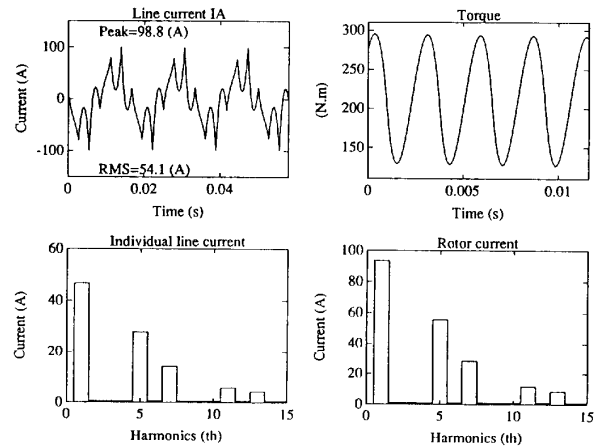 Line current IA
Peak=98.8 (A)
100
0
-100
Current (A)
RMS=54.1 (A)
0
0.02
0.04
Time (s)
Torque
300
250
200
150
(N.m)
0
0.005
0.01
Time (s)
Individual line current
60
40
20
0
Current (A)
0
5
10
15
Harmonics (th)
Rotor current
100
80
60
40
20
0
Current (A)
0
5
10
15
Harmonics (th)